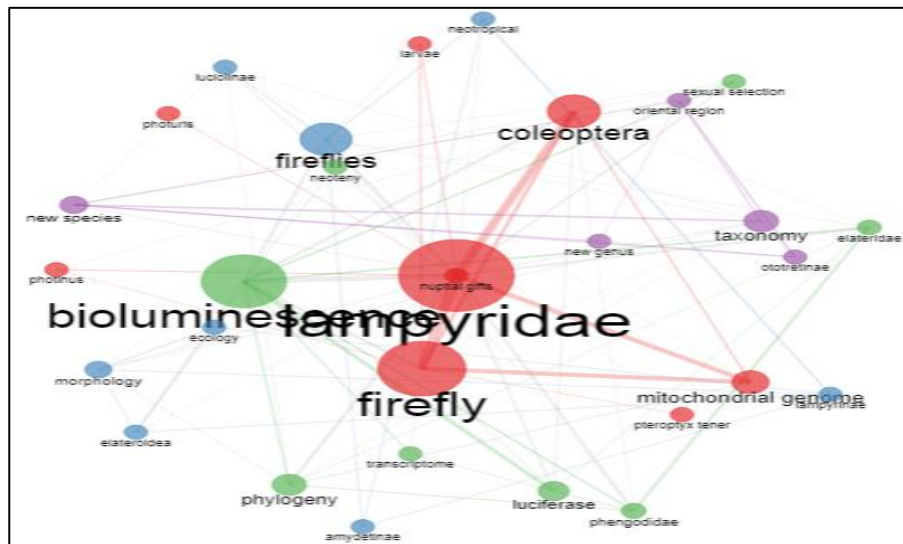 neotropical
larvae
luciolinae
sexual selection
oriental region
photuris
coleoptera
fireflies
neoteny
new species
taxonomy
elateridae
new genus
ototretinae
photinus
nuptial gifts
bioluminescence
lampyridae
ecology
morphology
mitochondrial genome
lampyrinae
firefly
pteroptyx tener
elateroidea
transcriptome
phylogeny
luciferase
phengodidae
amydetinae